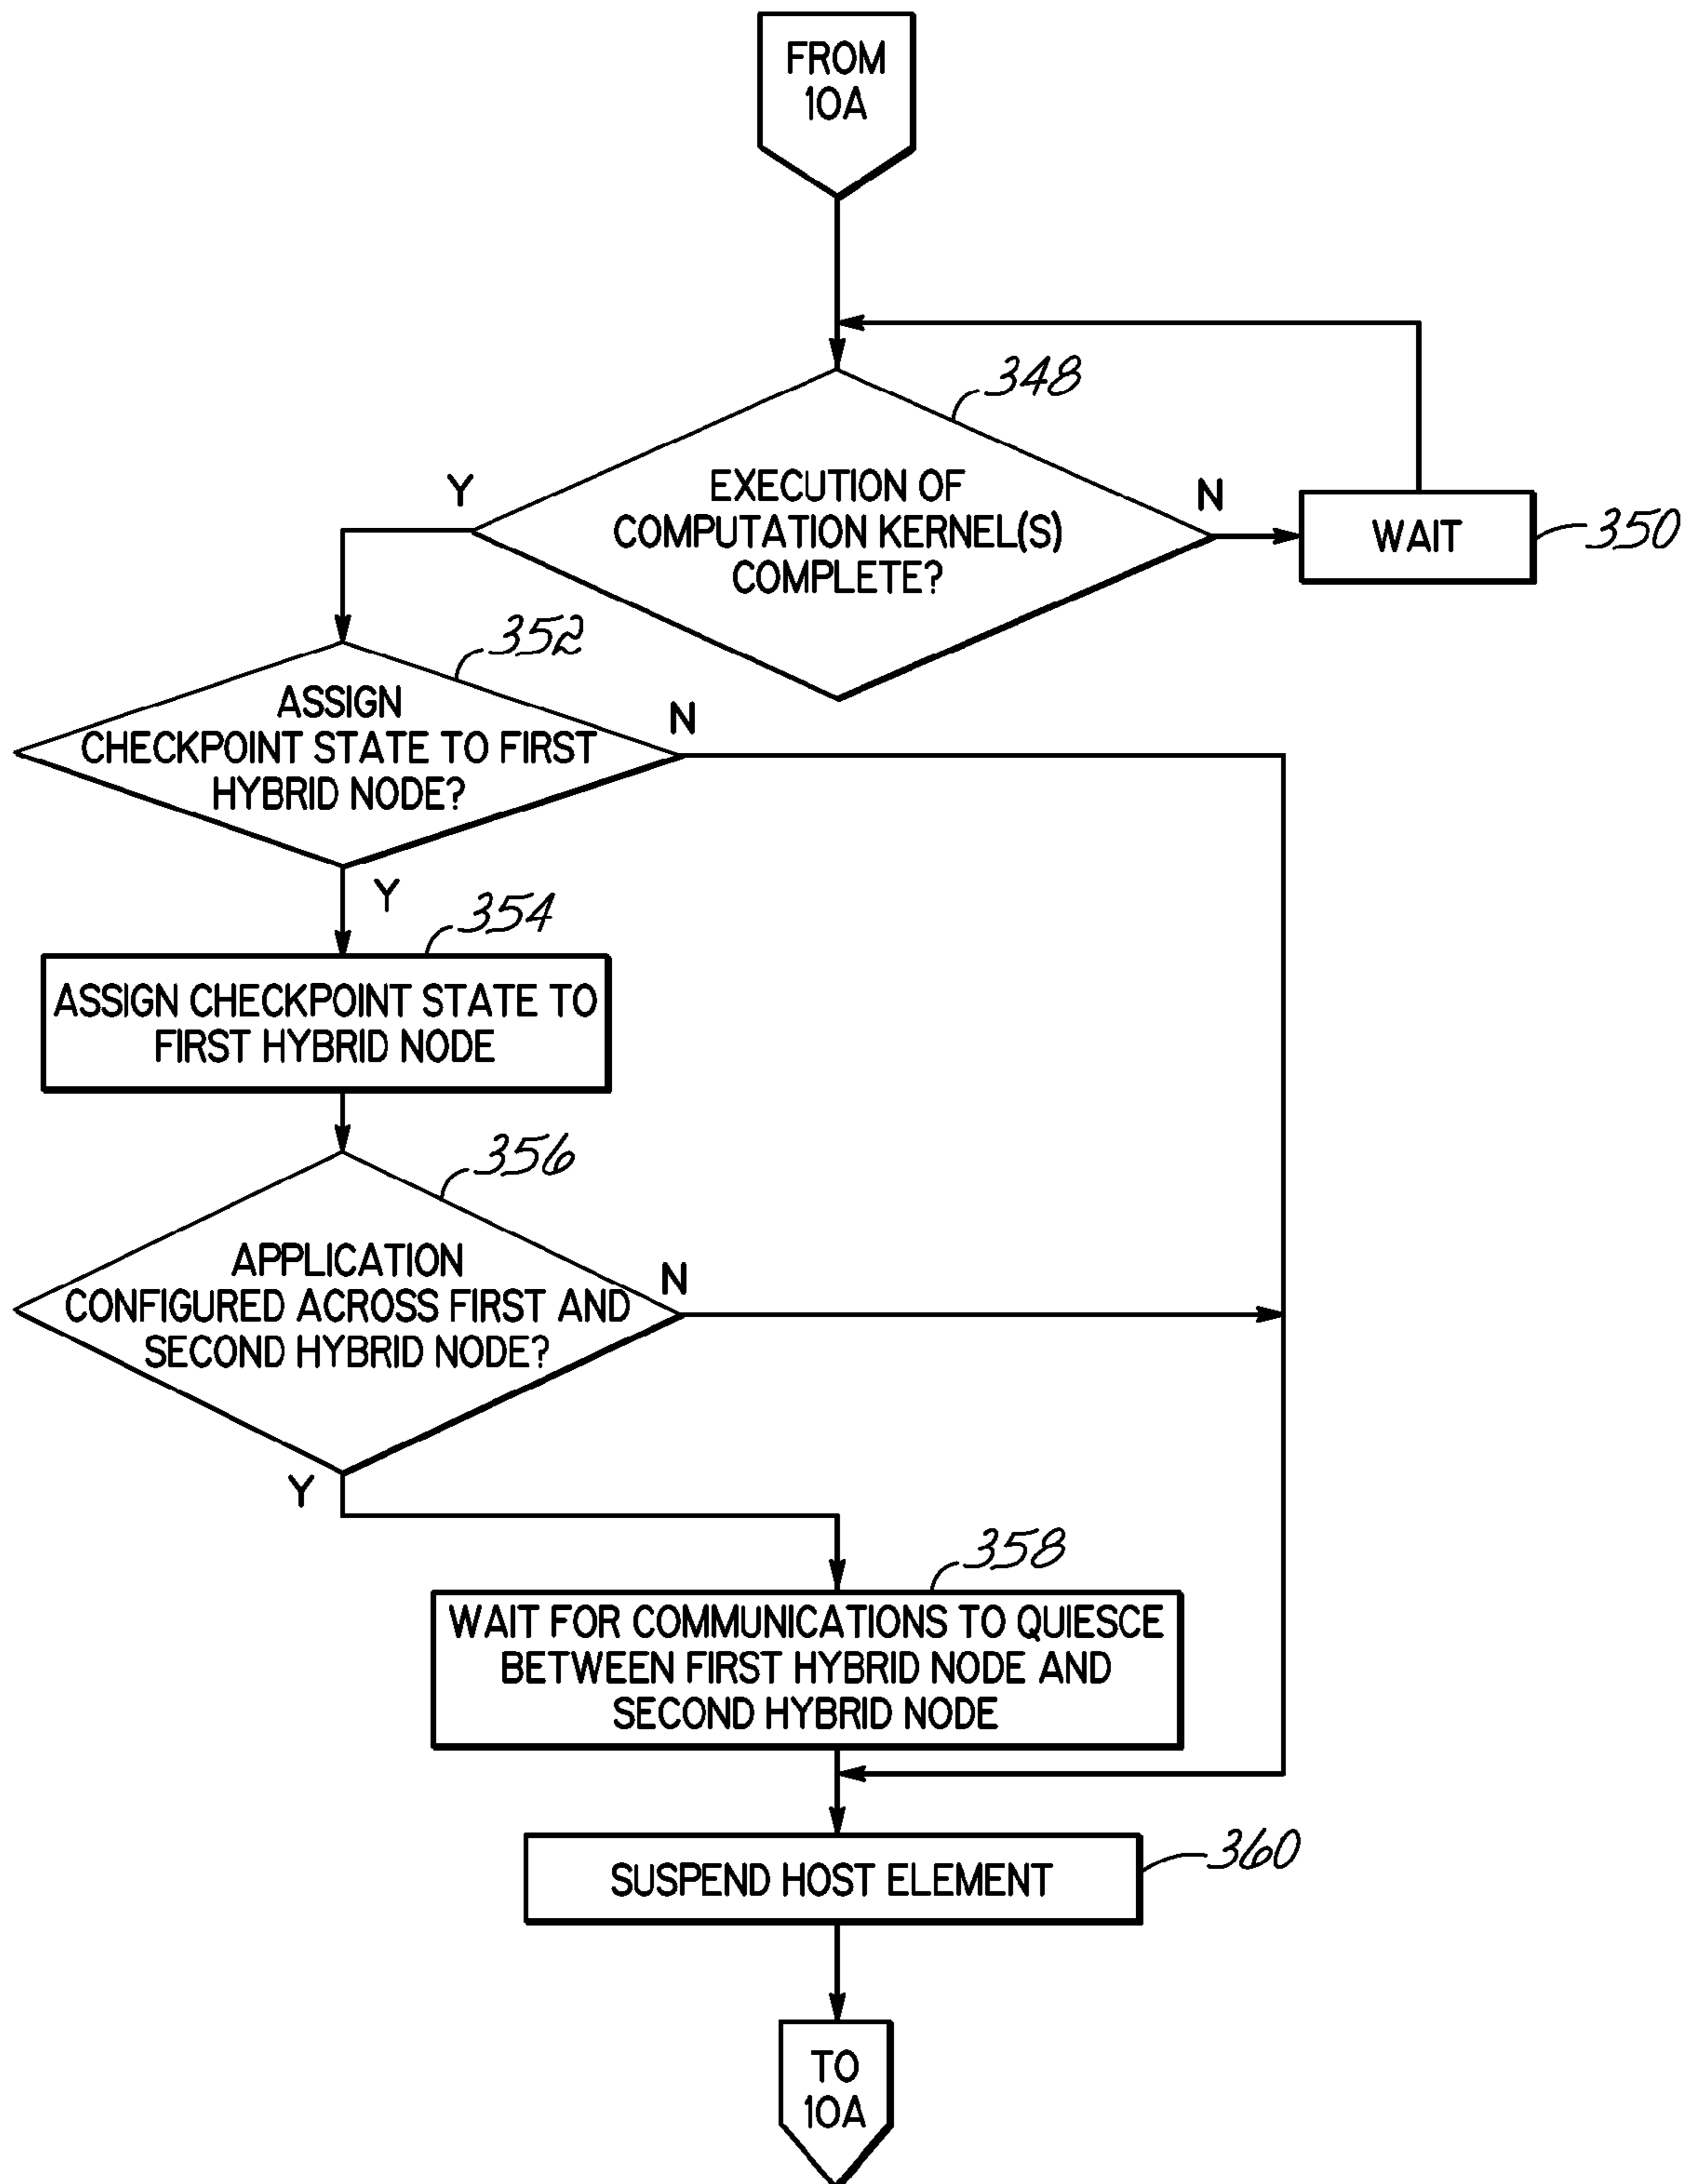 FROM
10A
348
EXECUTION OF
COMPUTATION KERNEL(S)
COMPLETE?
Y
N
WAIT
350
352
ASSIGN
CHECKPOINT STATE TO FIRST
HYBRID NODE?
N
Y
354
ASSIGN CHECKPOINT STATE TO
FIRST HYBRID NODE
356
APPLICATION
CONFIGURED ACROSS FIRST AND
SECOND HYBRID NODE?
N
Y
358
WAIT FOR COMMUNICATIONS TO QUIESCE
BETWEEN FIRST HYBRID NODE AND
SECOND HYBRID NODE
SUSPEND HOST ELEMENT
360
TO
10A